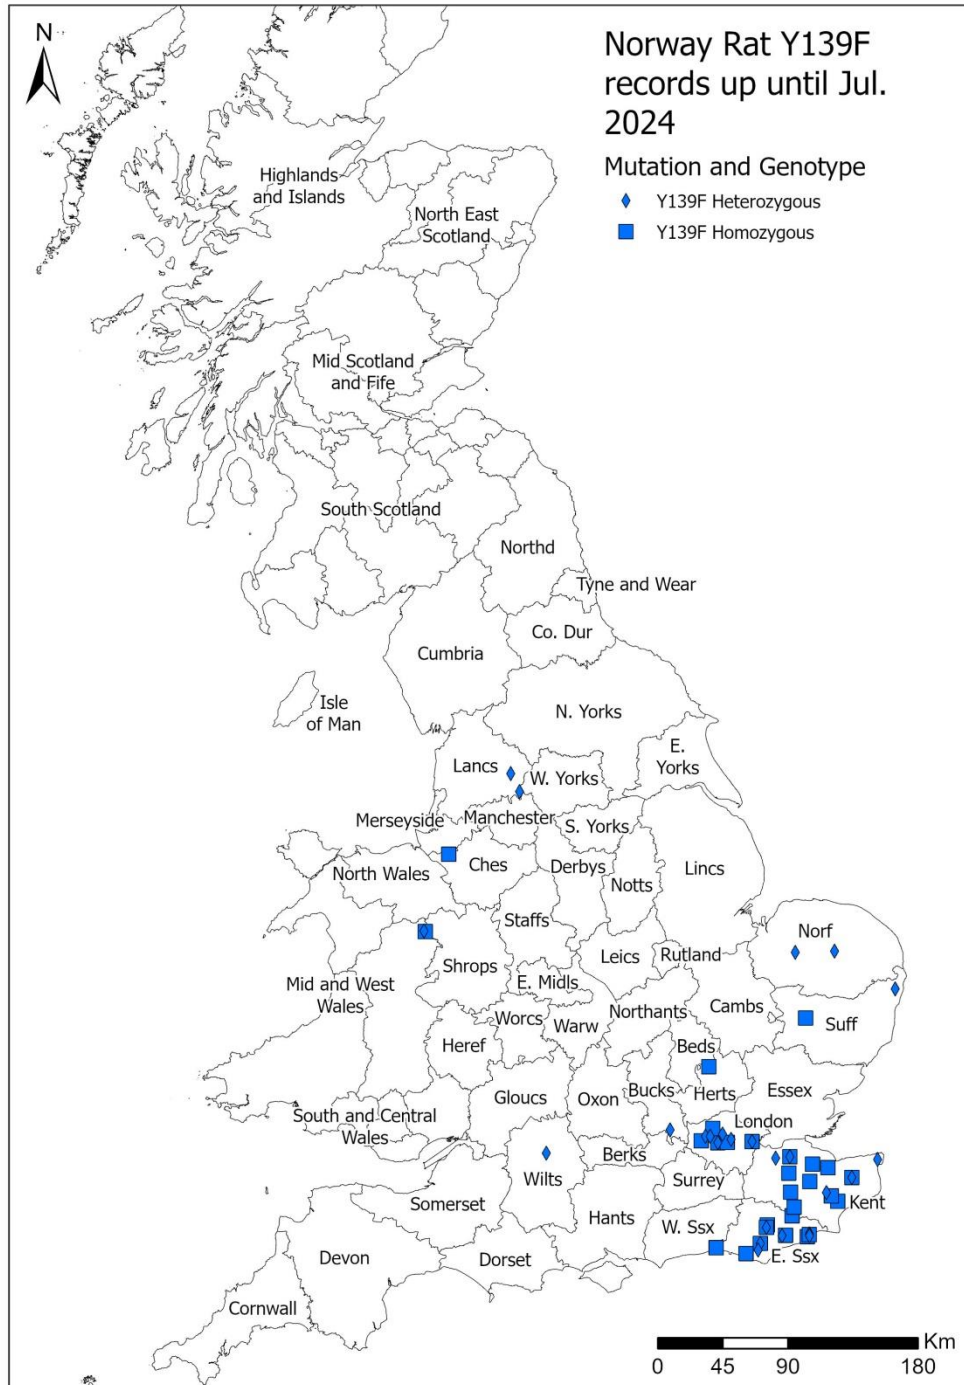 N
Norway Rat Y139F
records up until Jul.
2024
Mutation and Genotype
Y139F Heterozygous
Y139F Homozygous
Highlands
and Islands
North East
Scotland
Mid Scotland
and Fife
South Scotland
Northd
Tyne and Wear
Co. Dur
Cumbria
Isle
of Man
N. Yorks
E.
Yorks
Lancs
W. Yorks
Merseyside
Manchester
S. Yorks
North Wales
Ches
Derbys
Notts
Lincs
Staffs
Norf
Leics
Rutland
Shrops
E. Midls
Mid and West
Wales
Worcs
Warw
Northants
Cambs
Suff
Heref
Beds
Bucks
Herts
Essex
Gloucs
Oxon
South and Central
Wales
London
Berks
Wilts
Surrey
Kent
Somerset
Hants
W. Ssx
E. Ssx
Devon
Dorset
Cornwall
Km
0 45 90 180